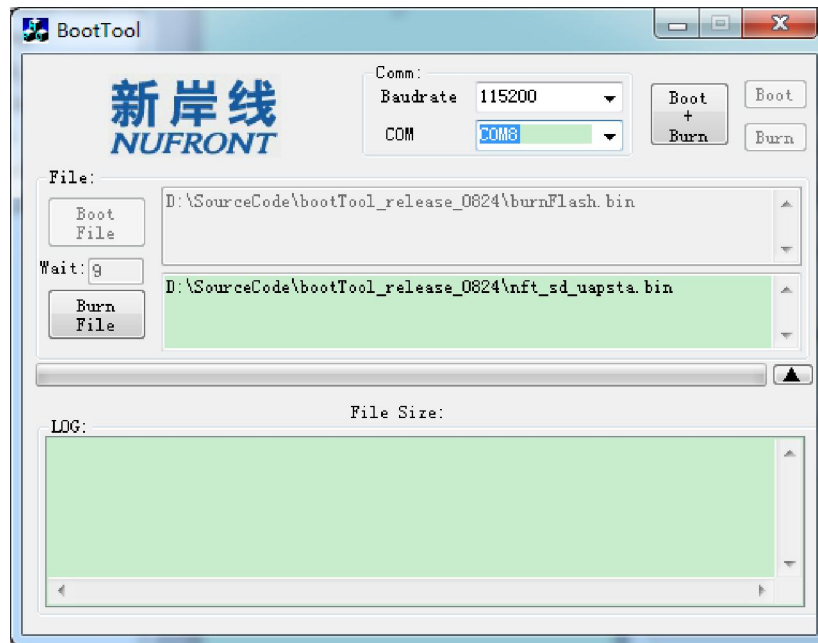 BootTool
新岸线
NUFRONT
Comm:
Baudrate 115200
COM COM8
Boot
+
Burn
Boot
Burn
File:
Boot
File
D:\SourceCode\bootTool_release_0824\burnFlash.bin
Wait: 9
Burn
File
D:\SourceCode\bootTool_release_0824\nft_sd_uapsta.bin
File Size:
LOG: